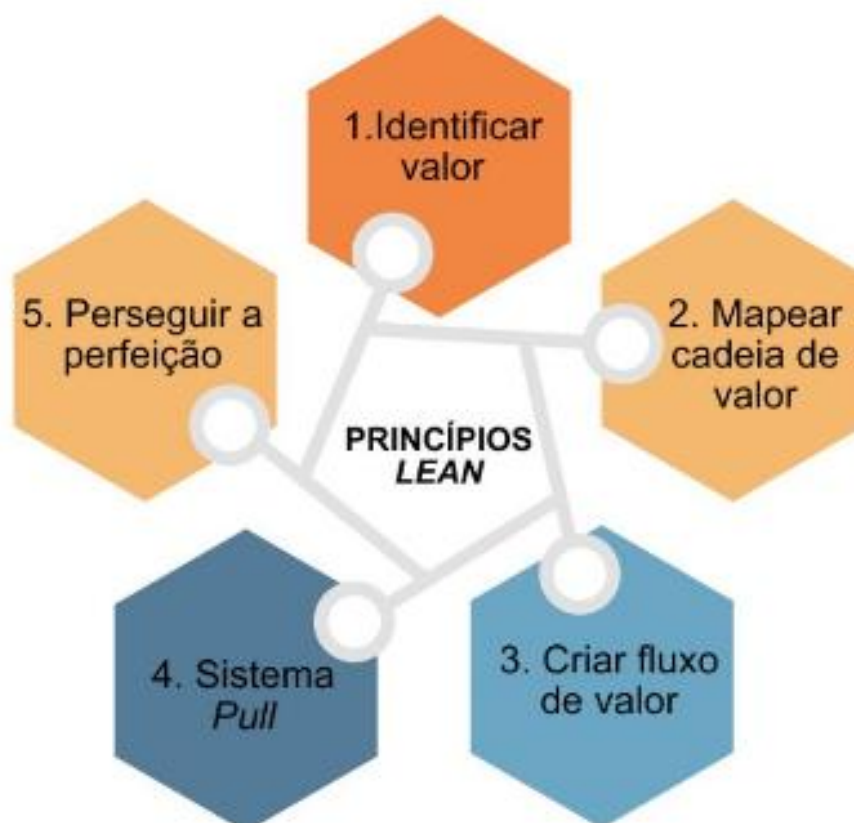 1.Identificar
valor
2. Mapear
cadeia de
valor
3. Criar fluxo
de valor
4. Sistema
Pull
5. Perseguir a
perfeição
PRINCÍPIOS
LEAN